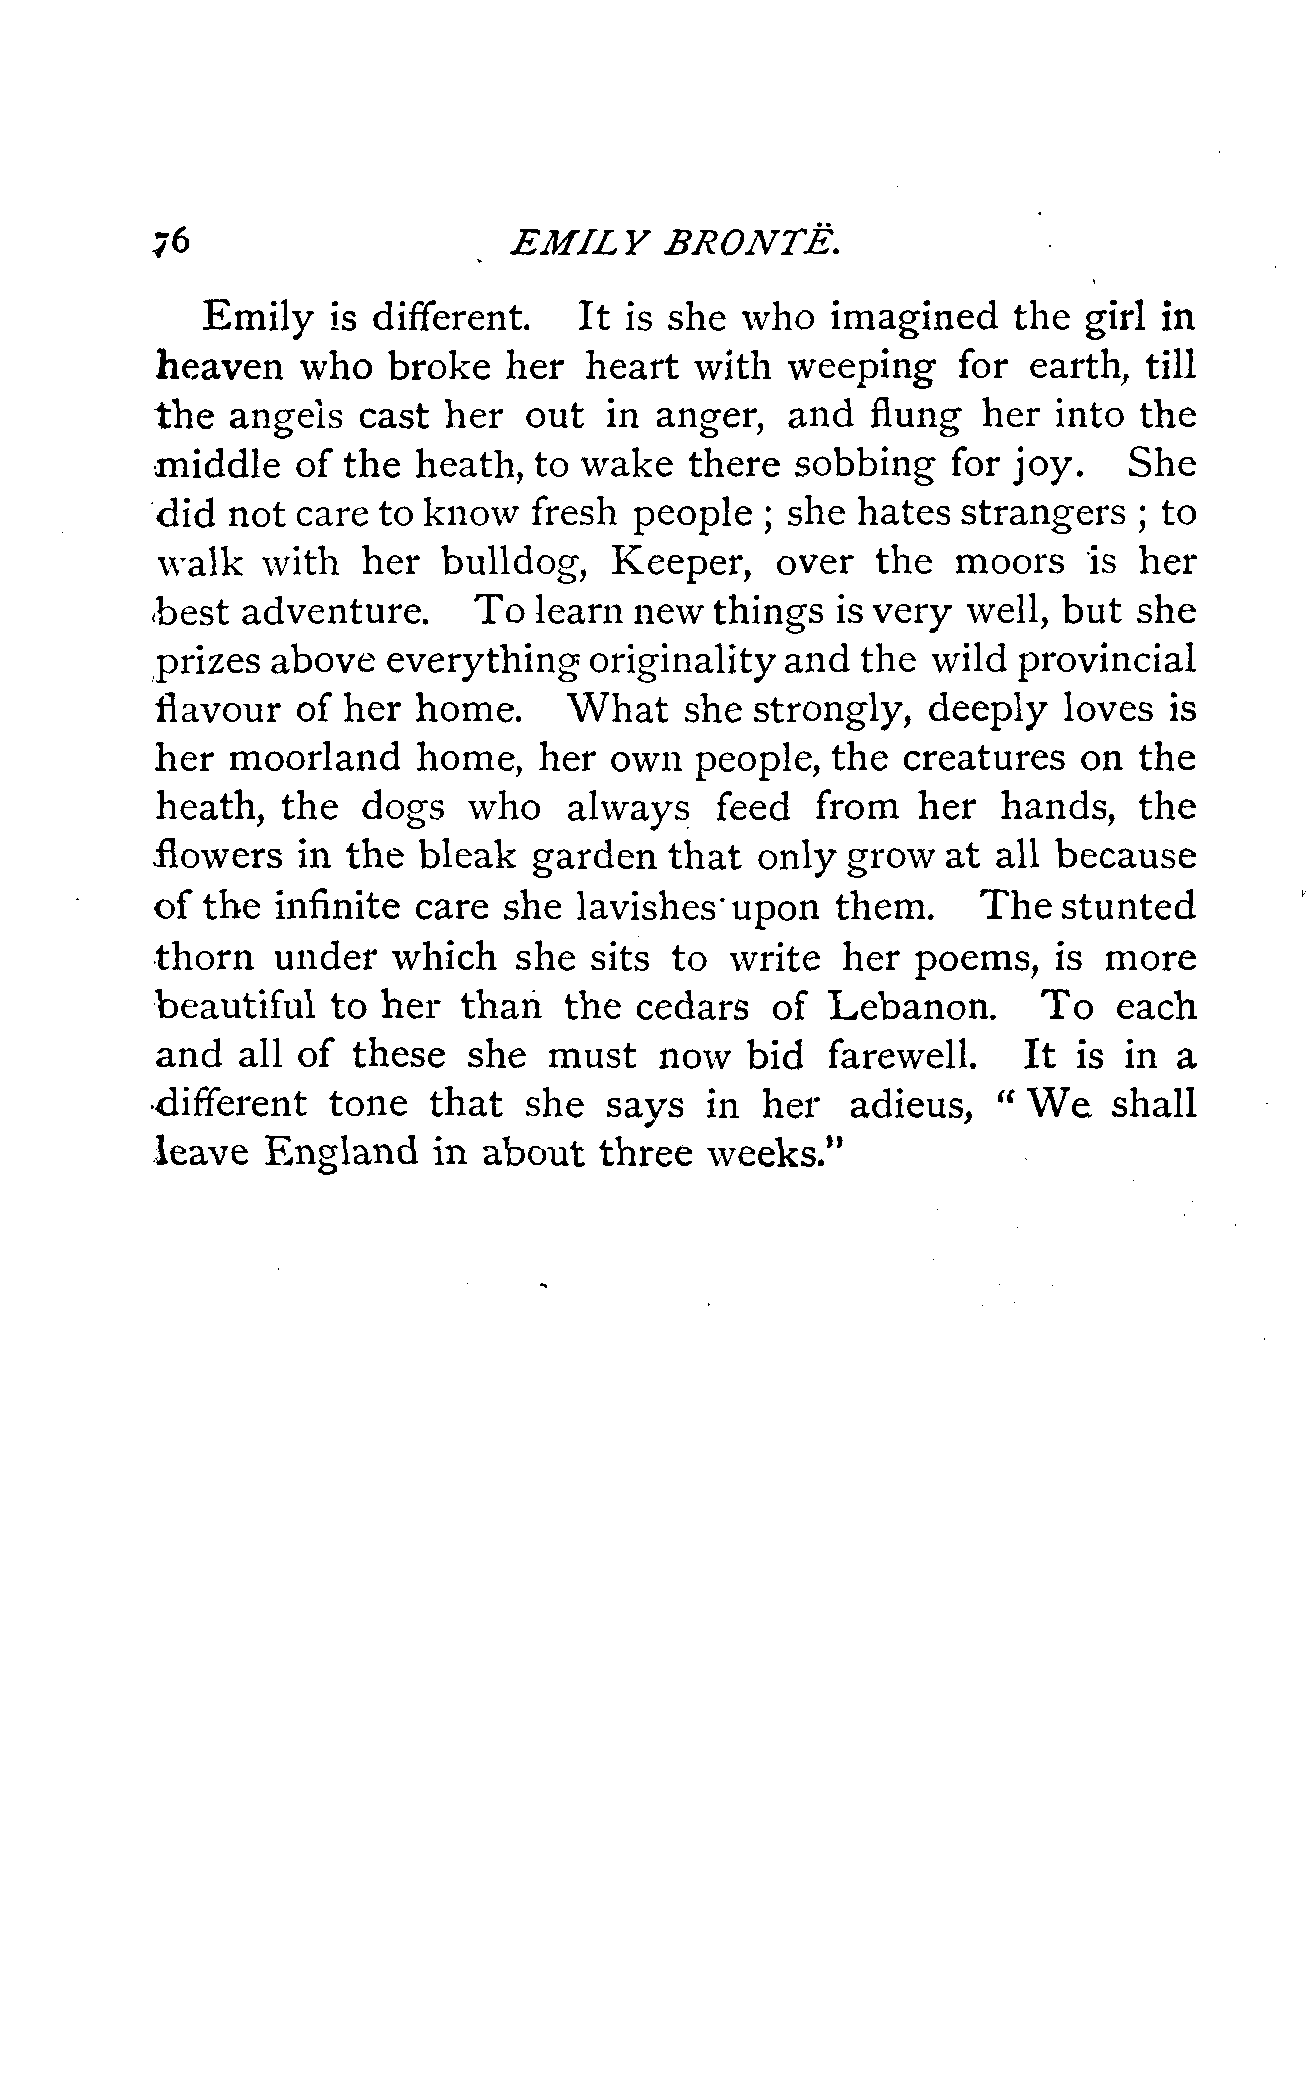 76 EMILY BRONTË.
Emily is different. It is she who imagined the girl in
heaven who broke her heart with weeping for earth, till
the angels cast her out in anger, and flung her into the
middle of the heath, to wake there sobbing for joy. She
did not care to know fresh people ; she hates strangers ; to
walk with her bulldog, Keeper, over the moors is her
best adventure. To learn new things is very well, but she
prizes above everything originality and the wild provincial
flavour of her home. What she strongly, deeply loves is
her moorland home, her own people, the creatures on the
heath, the dogs who always feed from her hands, the
flowers in the bleak garden that only grow at all because
of the infinite care she lavishes upon them. The stunted
thorn under which she sits to write her poems, is more
beautiful to her than the cedars of Lebanon. To each
and all of these she must now bid farewell. It is in a
different tone that she says in her adieus, “ We shall
leave England in about three weeks.”